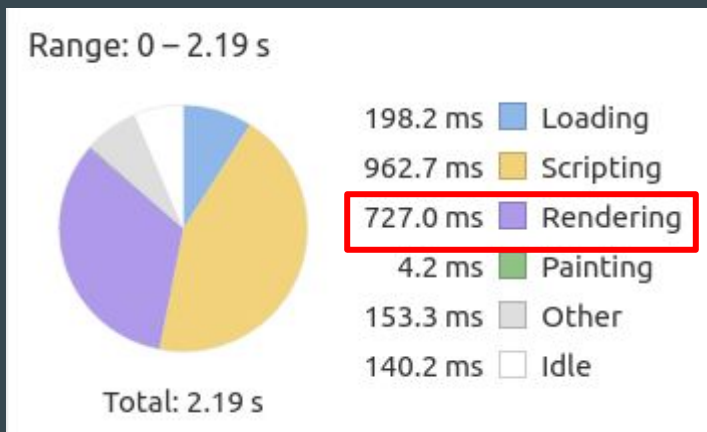 Range: 0 – 2.19 s
198.2 ms Loading
962.7 ms Scripting
727.0 ms Rendering
4.2 ms Painting
153.3 ms Other
140.2 ms Idle
Total: 2.19 s